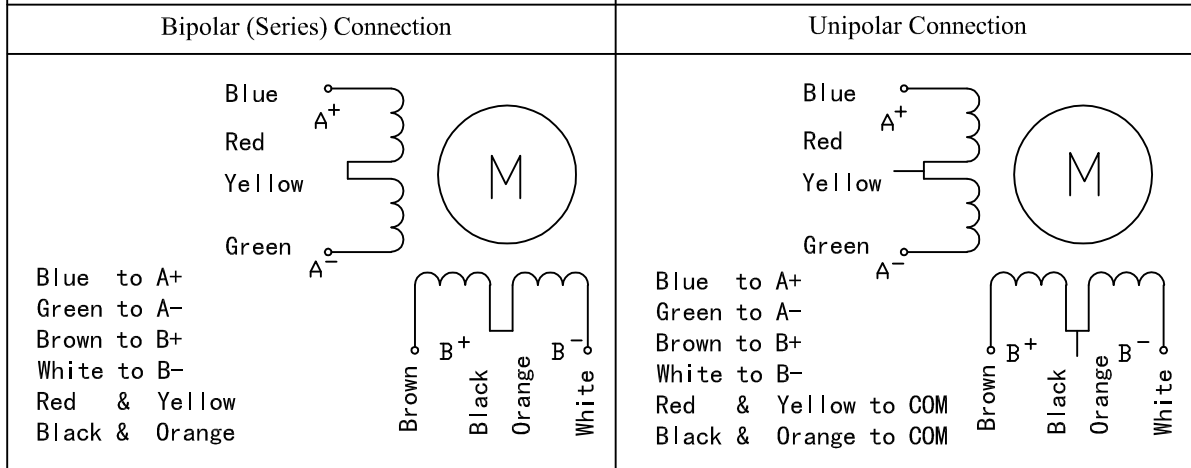 Bipolar (Series) Connection
Blue
A+
Red
Yellow
Green
A-
M
Blue to A+
Green to A-
Brown to B+
White to B-
Red & Yellow
Black & Orange
Brown
B+
Black
Orange
B-
White
Unipolar Connection
Blue
A+
Red
Yellow
Green
A-
M
Blue to A+
Green to A-
Brown to B+
White to B-
Red & Yellow to COM
Black & Orange to COM
Brown
B+
Black
Orange
B-
White